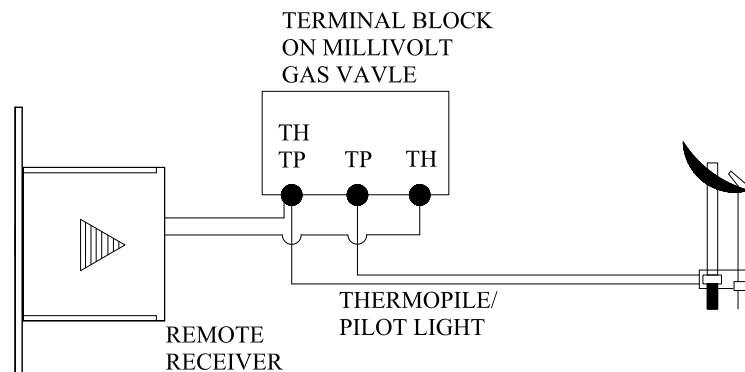 TERMINAL BLOCK
ON MILLIVOLT
GAS VAVLE
TH
TP TP TH
THERMOPILE/
PILOT LIGHT
REMOTE
RECEIVER